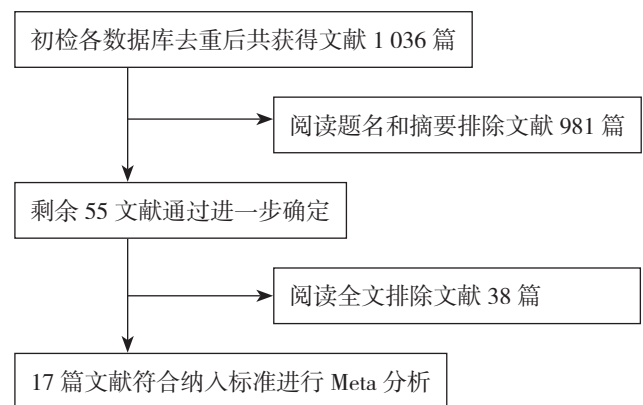 初检各数据库去重后共获得文献 1 036 篇
阅读题名和摘要排除文献 981 篇
剩余 55 文献通过进一步确定
阅读全文排除文献 38 篇
17 篇文献符合纳入标准进行 Meta 分析